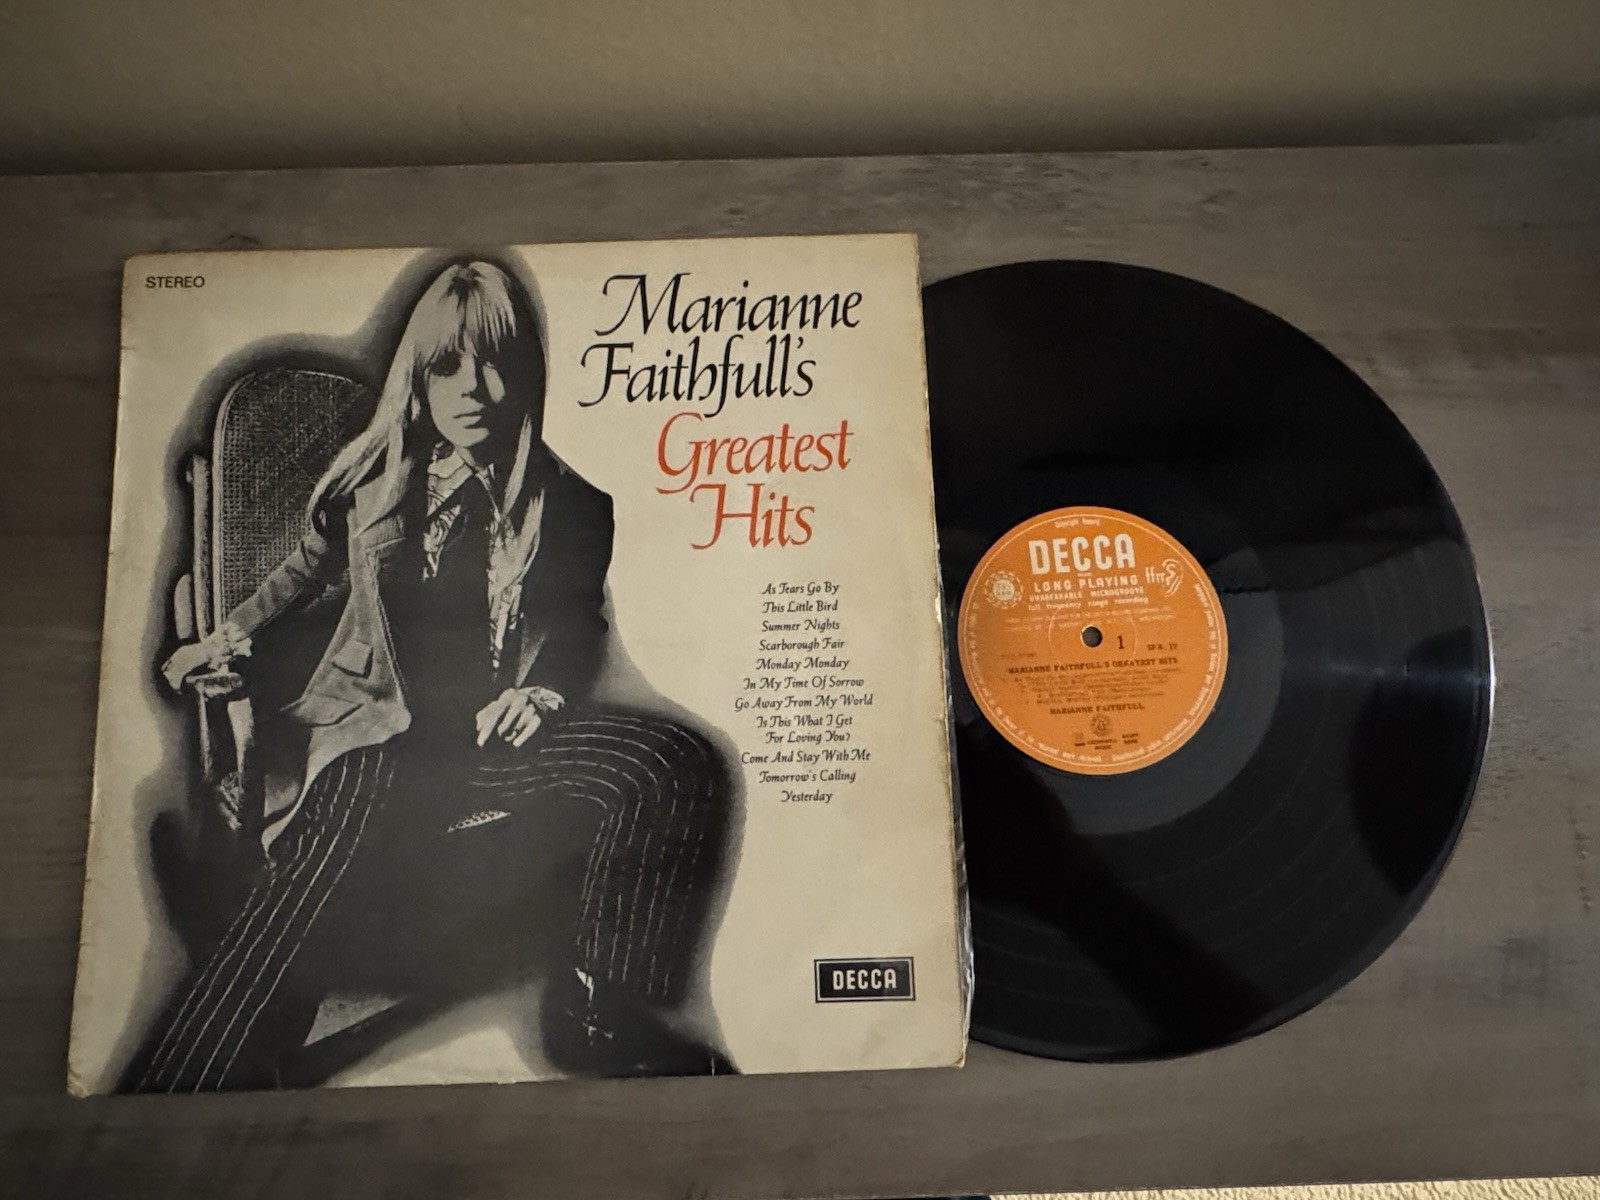 STEREO
Marianne
Faithfull's
Greatest
Hits
As Tears Go By
This Little Bird
Summer Nights
Scarborough Fair
Monday Monday
In My Time Of Sorrow
Go Away From My World
Is This What I Get
For Loving You?
Come And Stay With Me
Tomorrow's Calling
Yesterday
DECCA
DECCA
LONG PLAYING
ffrr
UNBREAKABLE MICROGROOVE
full frequency range recording
1
MARIANNE FAITHFULL'S GREATEST HITS
MARIANNE FAITHFULL